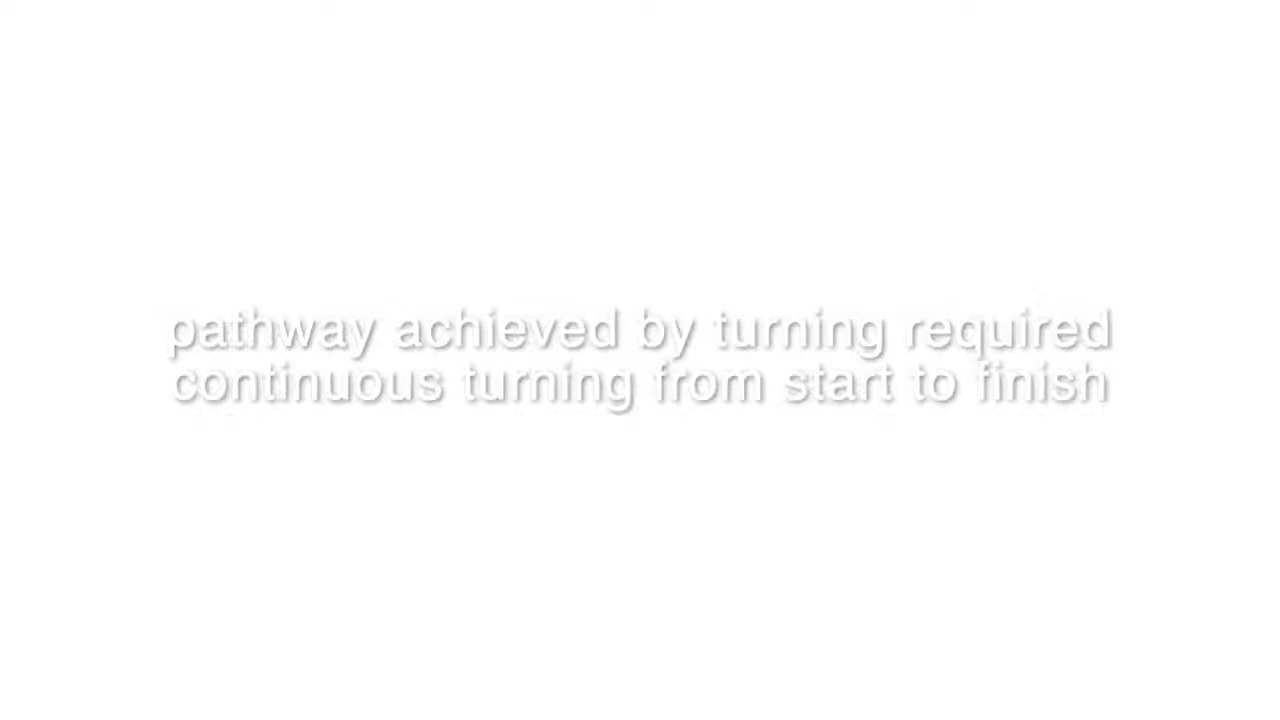 pathway achieved by turning required
continuous turning from start to finish